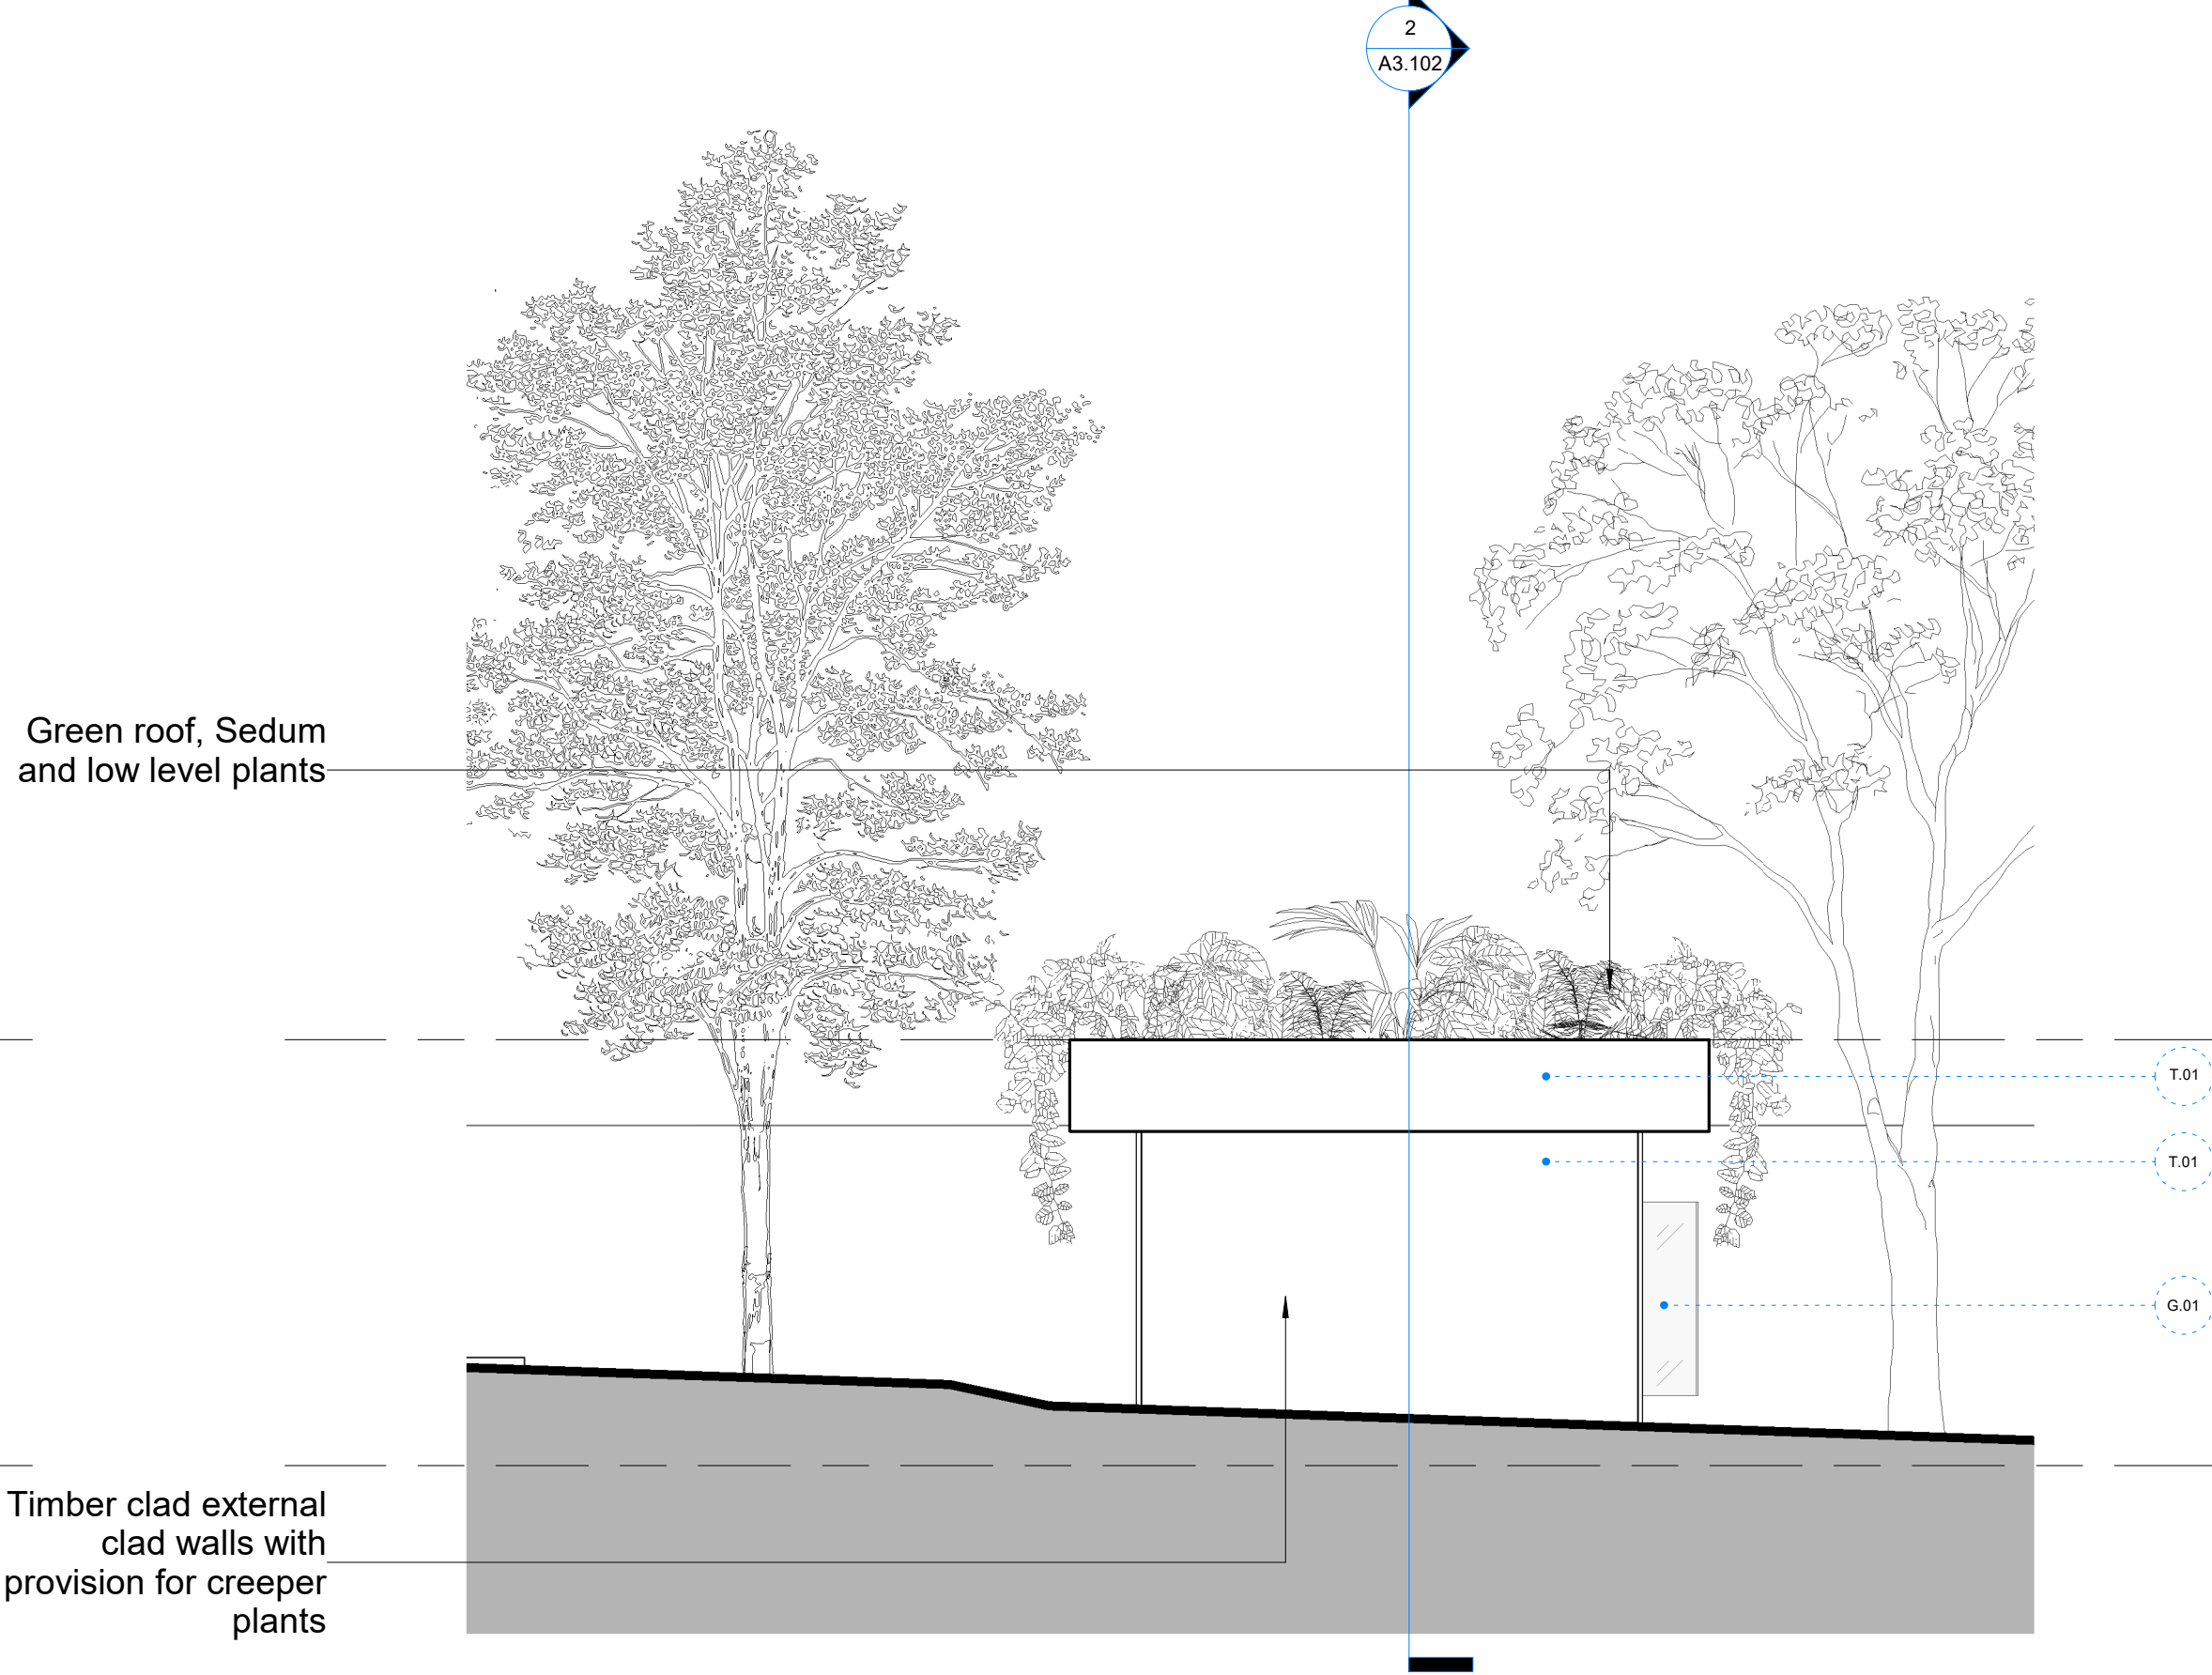 2
A3.102
Green roof, Sedum
and low level plants
T.01
T.01
G.01
Timber clad external
clad walls with
provision for creeper
plants